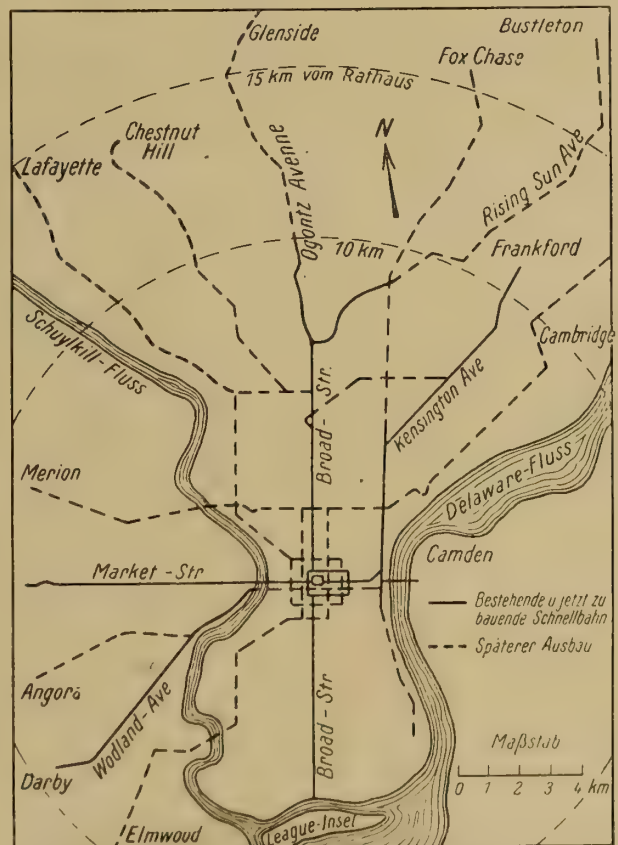 Glenside
Bustleton
Fox Chase
15 km vom Rathaus
Chestnut
Hill
Lafayette
N
Ogontz Avenne
Rising Sun Ave
10 km
Frankford
Schuylkill-Fluss
Cambridge
Broad-Str.
Kensington Ave
Merion
Delaware-Fluss
Market-Str
Camden
Bestehende u jetzt zu
bauende Schnellbahn
Späterer Ausbau
Angora
Wodland-Ave
Broad-Str
Maßstab
Darby
0 1 2 3 4 km
Elmwood
League-Insel